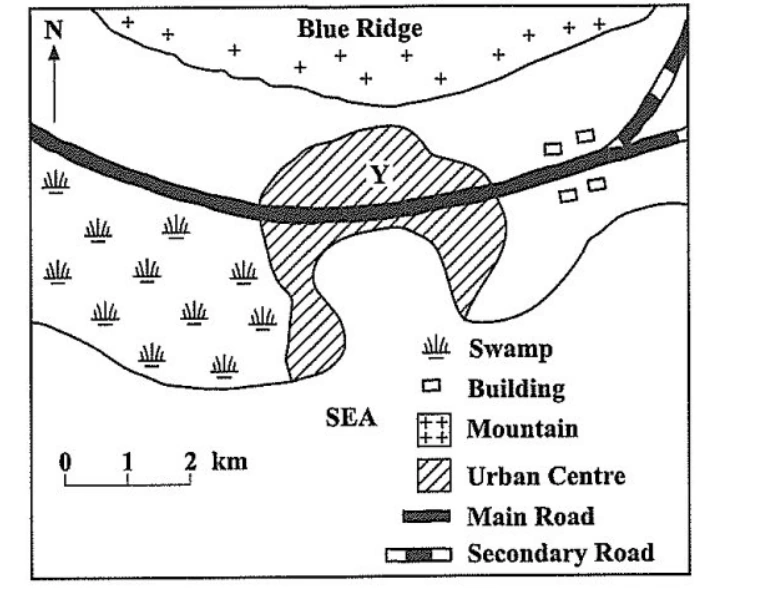 N
Blue Ridge
Y
Swamp
Building
SEA
Mountain
0 1 2 km
Urban Centre
Main Road
Secondary Road